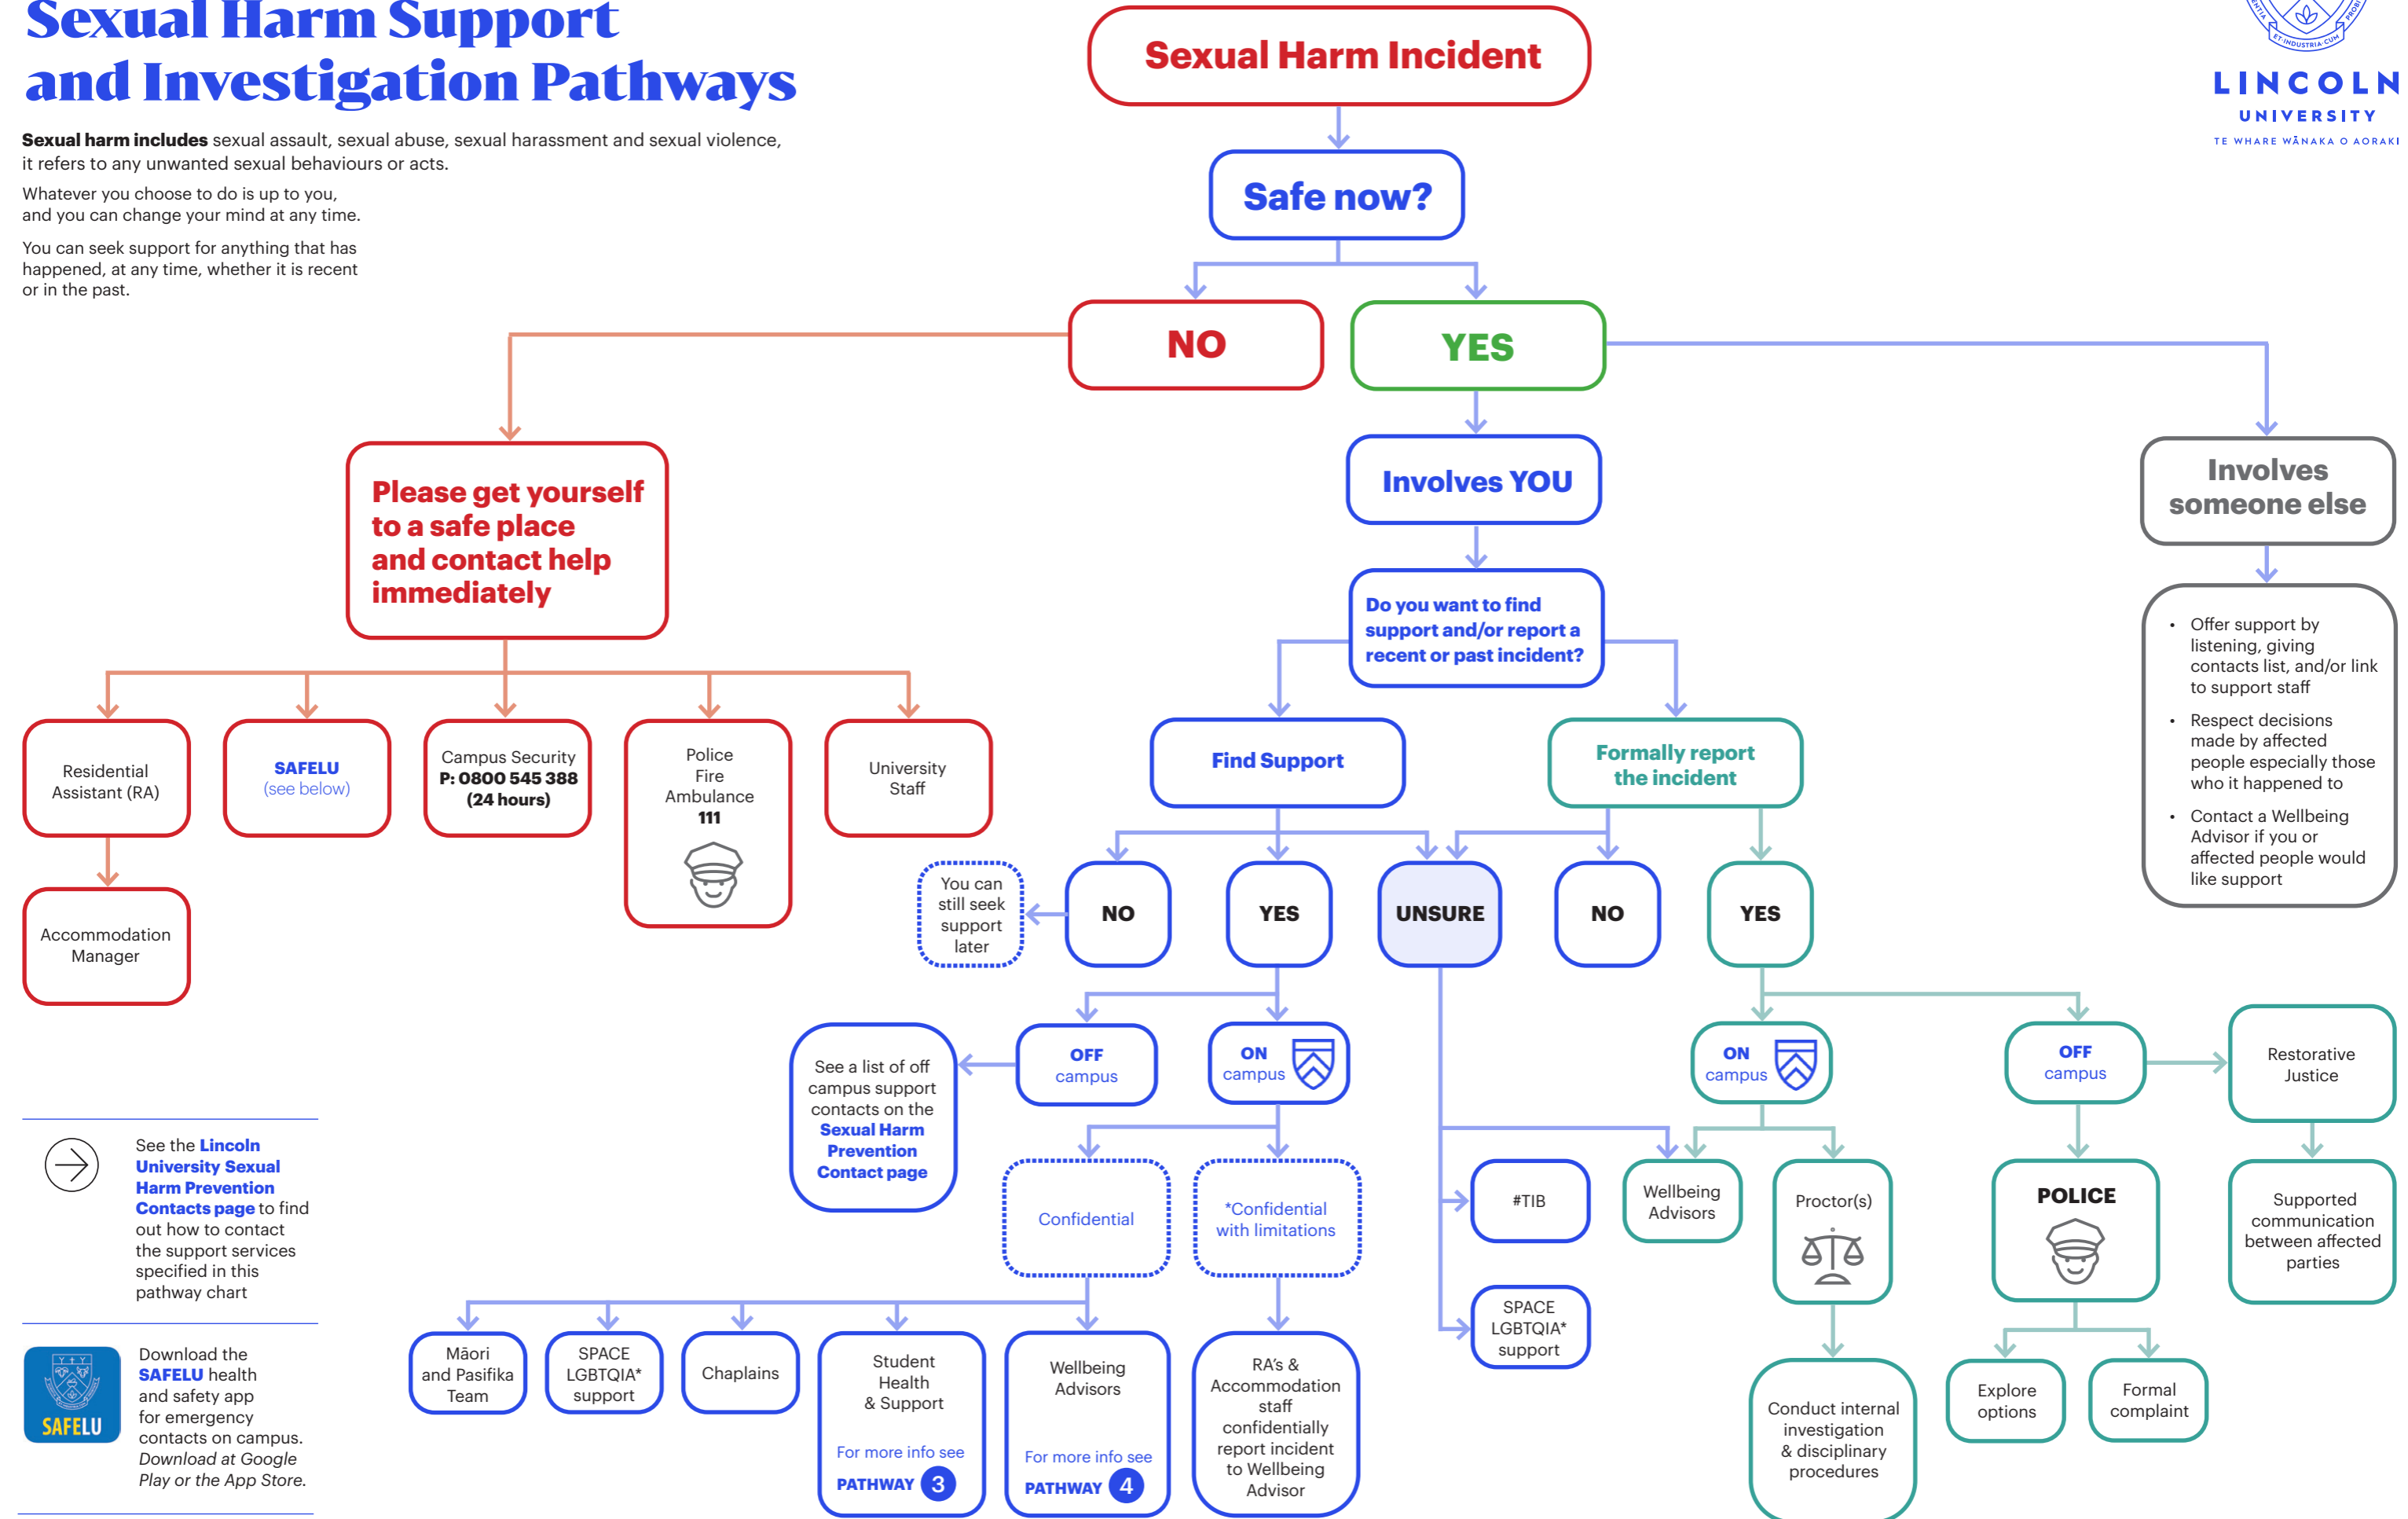 Sexual Harm Support
and Investigation Pathways
Sexual harm includes sexual assault, sexual abuse, sexual harassment and sexual violence,
it refers to any unwanted sexual behaviours or acts.
Whatever you choose to do is up to you,
and you can change your mind at any time.
You can seek support for anything that has
happened, at any time, whether it is recent
or in the past.
ET·INDUSTRIA·CUM
LINCOLN
UNIVERSITY
TE WHARE WĀNAKA O AORAKI
Sexual Harm Incident
Safe now?
NO
YES
Please get yourself
to a safe place
and contact help
immediately
Involves YOU
Involves
someone else
Do you want to find
support and/or report a
recent or past incident?
• Offer support by
listening, giving
contacts list, and/or link
to support staff
• Respect decisions
made by affected
people especially those
who it happened to
• Contact a Wellbeing
Advisor if you or
affected people would
like support
Residential
Assistant (RA)
SAFELU
(see below)
Campus Security
P: 0800 545 388
(24 hours)
Police
Fire
Ambulance
111
University
Staff
Accommodation
Manager
Find Support
Formally report
the incident
You can
still seek
support
later
NO
YES
UNSURE
NO
YES
See a list of off
campus support
contacts on the
Sexual Harm
Prevention
Contact page
OFF
campus
ON
campus
ON
campus
OFF
campus
Restorative
Justice
Confidential
*Confidential
with limitations
#TIB
SPACE
LGBTQIA*
support
Wellbeing
Advisors
Proctor(s)
POLICE
Supported
communication
between affected
parties
Māori
and Pasifika
Team
SPACE
LGBTQIA*
support
Chaplains
Student
Health
& Support
For more info see
PATHWAY 3
Wellbeing
Advisors
For more info see
PATHWAY 4
RA's &
Accommodation
staff
confidentially
report incident
to Wellbeing
Advisor
Conduct internal
investigation
& disciplinary
procedures
Explore
options
Formal
complaint
See the Lincoln
University Sexual
Harm Prevention
Contacts page to find
out how to contact
the support services
specified in this
pathway chart
SAFELU
Download the
SAFELU health
and safety app
for emergency
contacts on campus.
Download at Google
Play or the App Store.